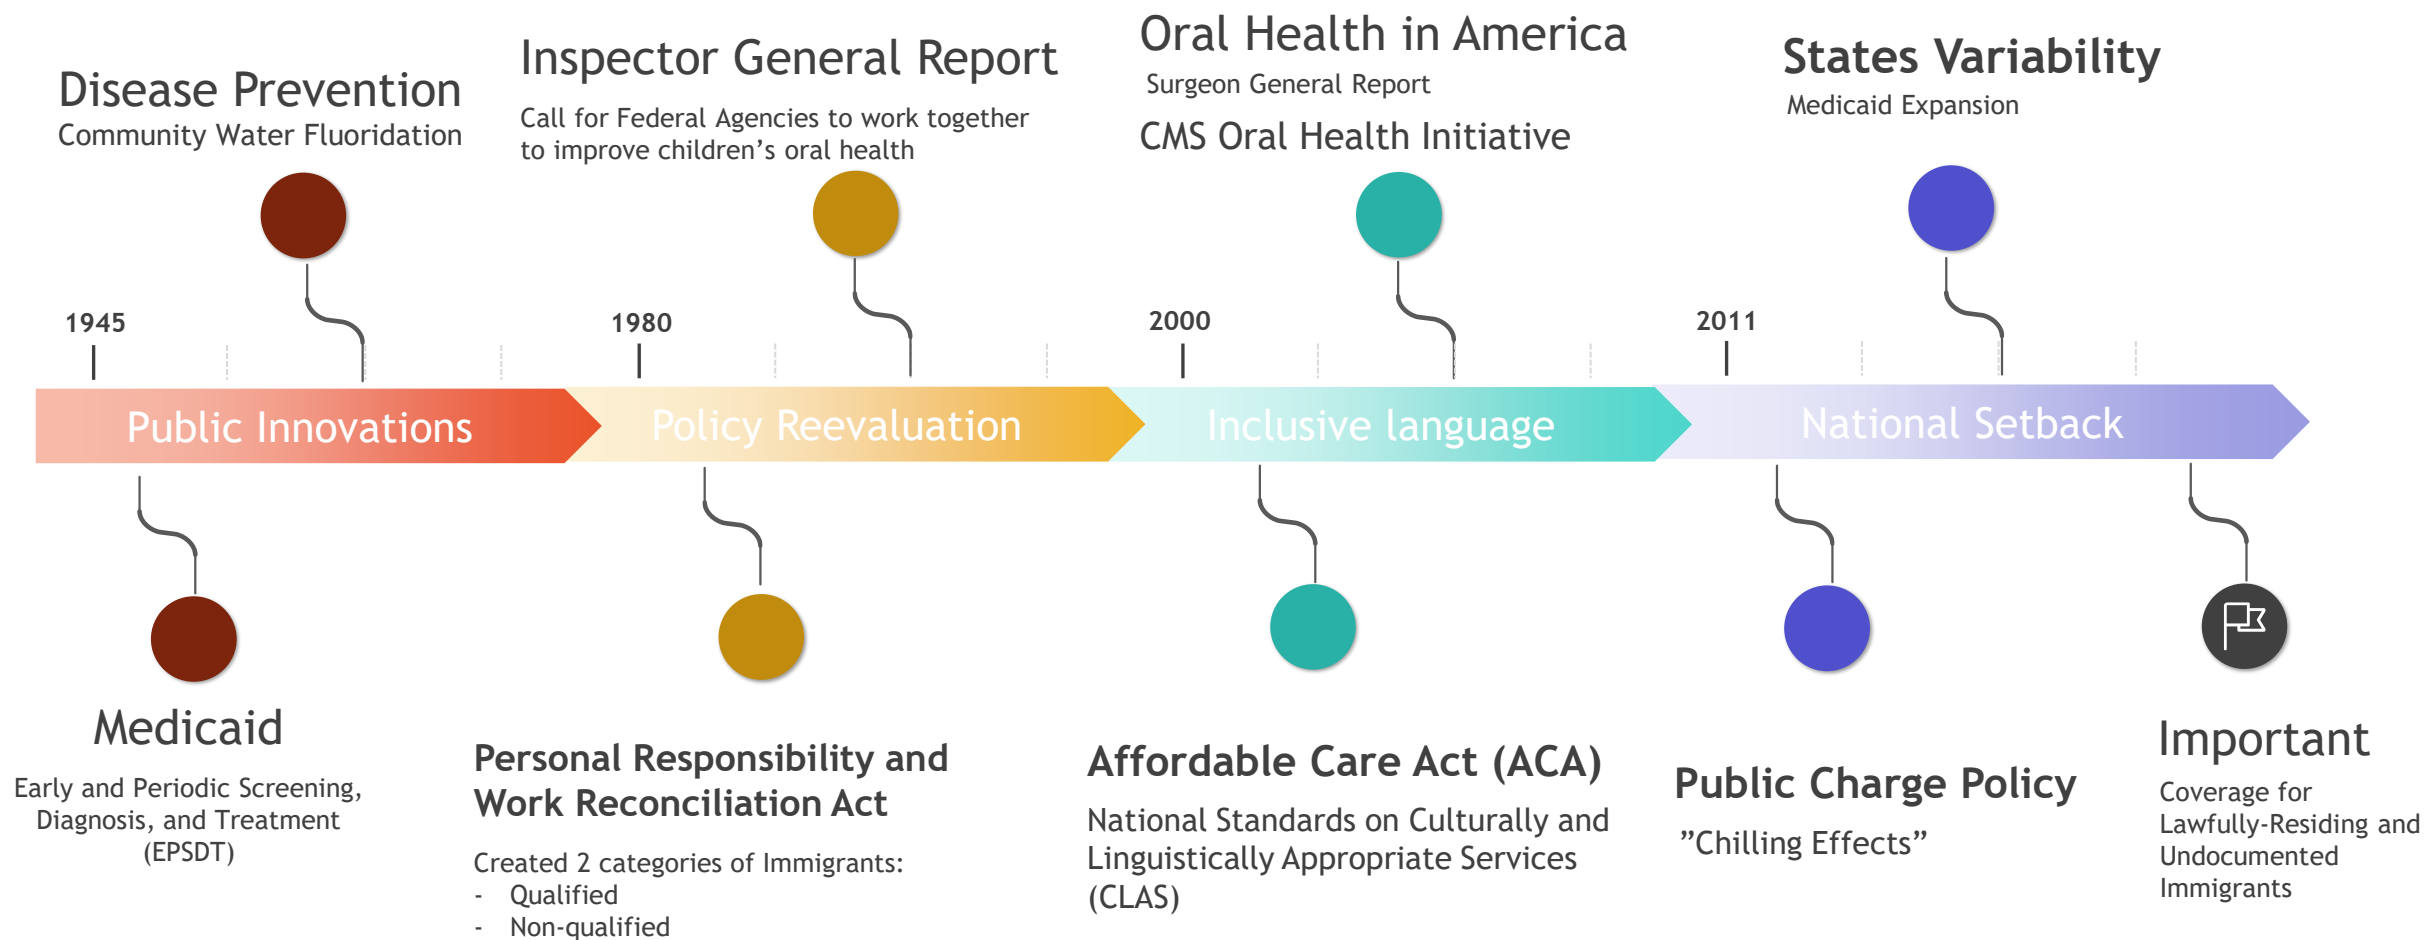 Disease Prevention
Community Water Fluoridation
Inspector General Report
Call for Federal Agencies to work together
to improve children’s oral health
Oral Health in America
Surgeon General Report
CMS Oral Health Initiative
States Variability
Medicaid Expansion
1945
1980
2000
2011
Public Innovations
Policy Reevaluation
Inclusive language
National Setback
Medicaid
Early and Periodic Screening,
Diagnosis, and Treatment
(EPSDT)
Personal Responsibility and
Work Reconciliation Act
Created 2 categories of Immigrants:
- Qualified
- Non-qualified
Affordable Care Act (ACA)
National Standards on Culturally and
Linguistically Appropriate Services
(CLAS)
Public Charge Policy
”Chilling Effects”
Important
Coverage for
Lawfully-Residing and
Undocumented
Immigrants